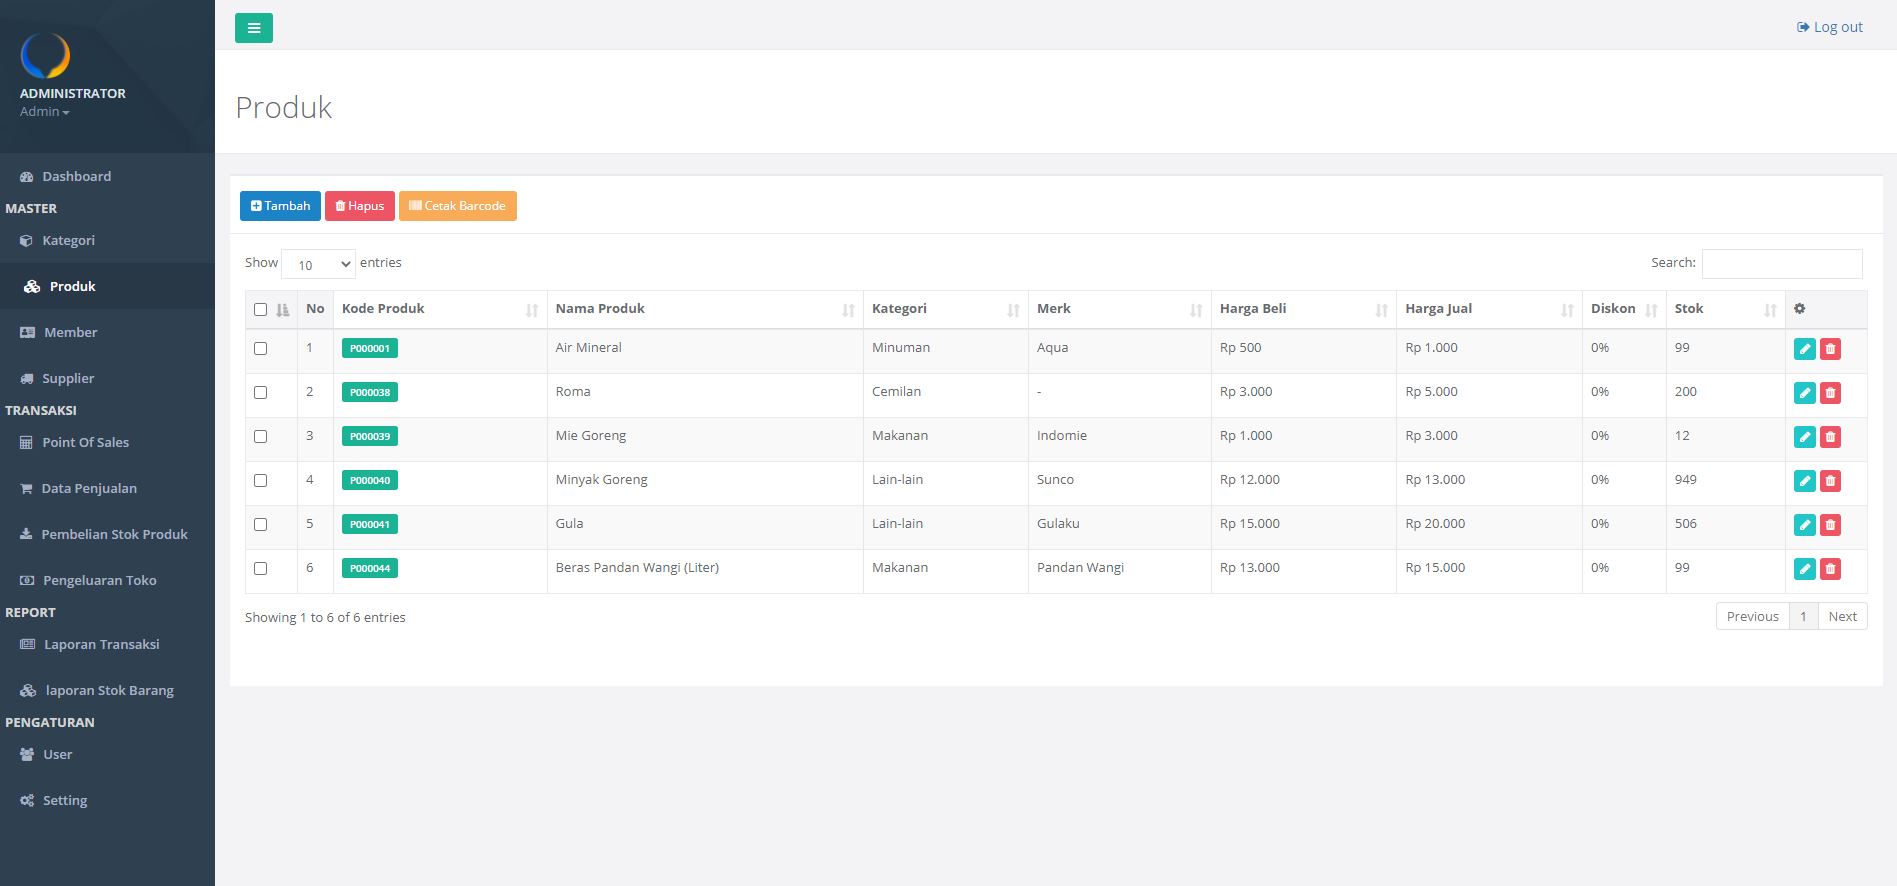 Log out
ADMINISTRATOR
Admin
Produk
Dashboard
MASTER
Kategori
Produk
Member
Supplier
TRANSAKSI
Point Of Sales
Data Penjualan
Pembelian Stok Produk
Pengeluaran Toko
REPORT
Laporan Transaksi
laporan Stok Barang
PENGATURAN
User
Setting
Tambah Hapus Cetak Barcode
Show 10 entries Search:
No Kode Produk Nama Produk Kategori Merk Harga Beli Harga Jual Diskon Stok
1 P000001 Air Mineral Minuman Aqua Rp 500 Rp 1.000 0% 99
2 P000038 Roma Cemilan - Rp 3.000 Rp 5.000 0% 200
3 P000039 Mie Goreng Makanan Indomie Rp 1.000 Rp 3.000 0% 12
4 P000040 Minyak Goreng Lain-lain Sunco Rp 12.000 Rp 13.000 0% 949
5 P000041 Gula Lain-lain Gulaku Rp 15.000 Rp 20.000 0% 506
6 P000044 Beras Pandan Wangi (Liter) Makanan Pandan Wangi Rp 13.000 Rp 15.000 0% 99
Showing 1 to 6 of 6 entries Previous 1 Next